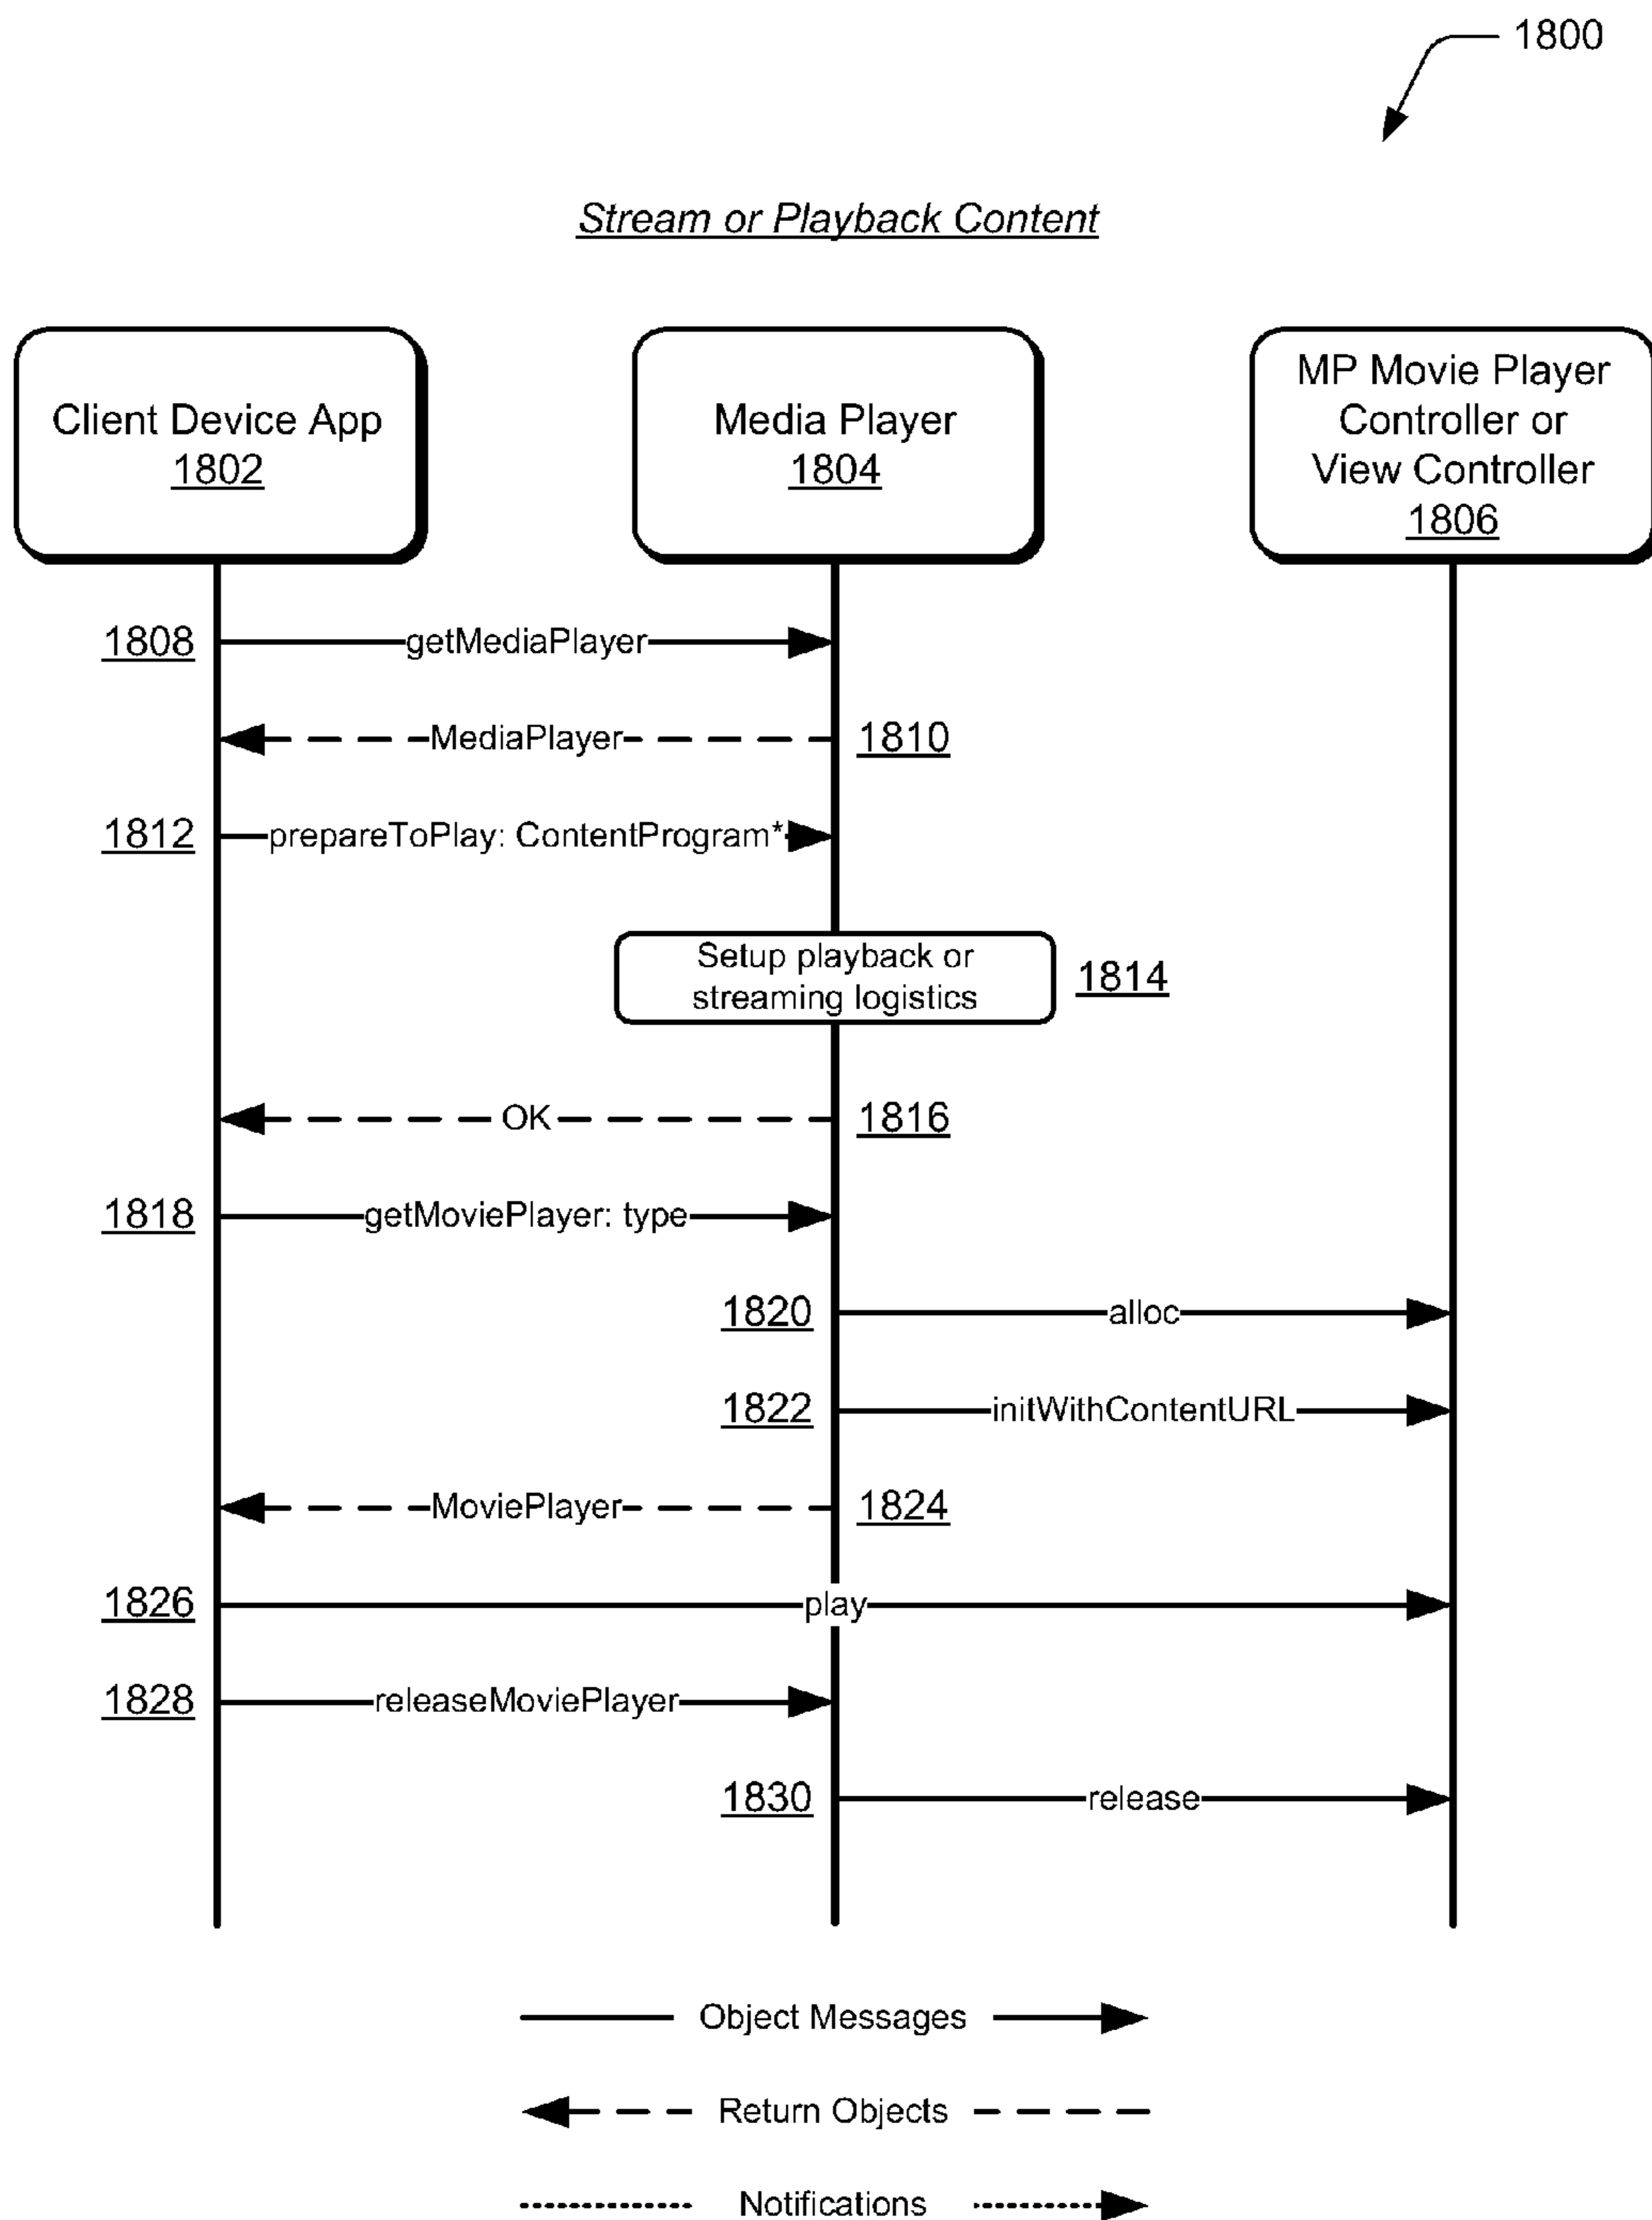 1800
Stream or Playback Content
Client Device App
1802
Media Player
1804
MP Movie Player
Controller or
View Controller
1806
1808
getMediaPlayer
MediaPlayer
1810
1812
prepareToPlay: ContentProgram*
Setup playback or
streaming logistics
1814
OK
1816
1818
getMoviePlayer: type
1820
alloc
1822
initWithContentURL
MoviePlayer
1824
1826
play
1828
releaseMoviePlayer
1830
release
Object Messages
Return Objects
Notifications